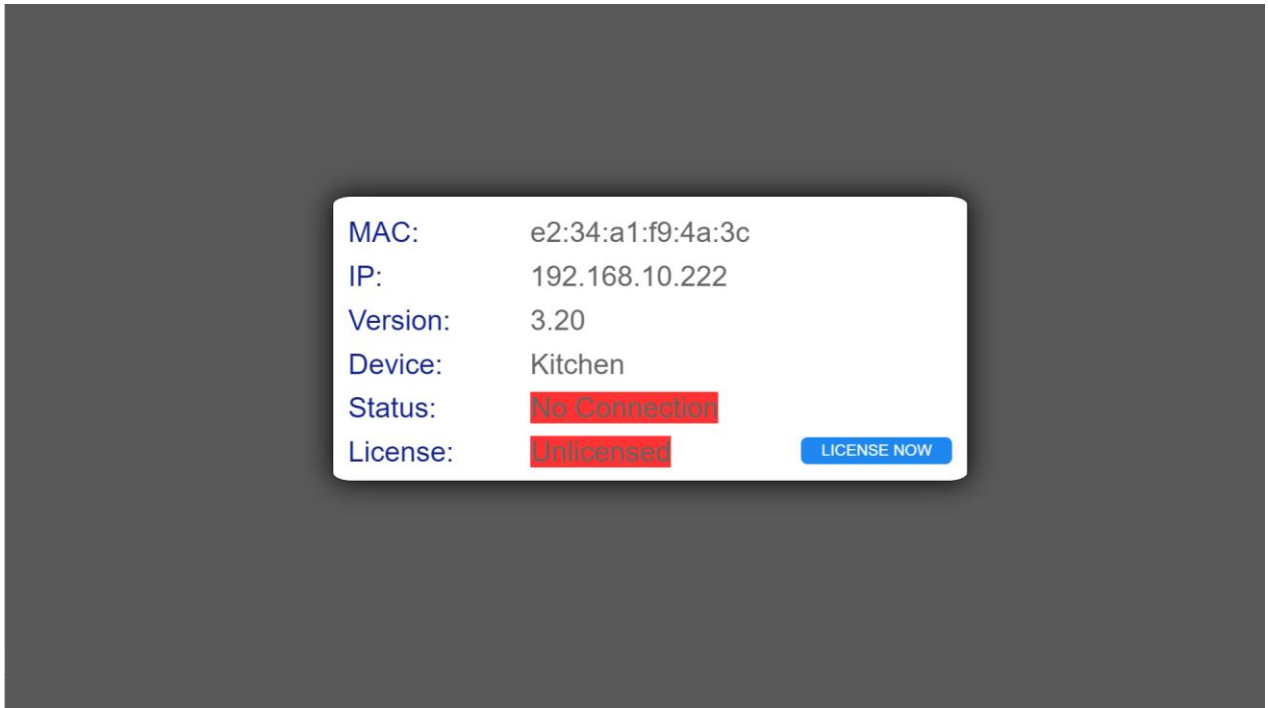 MAC: e2:34:a1:f9:4a:3c
IP: 192.168.10.222
Version: 3.20
Device: Kitchen
Status: No Connection
License: Unlicensed LICENSE NOW